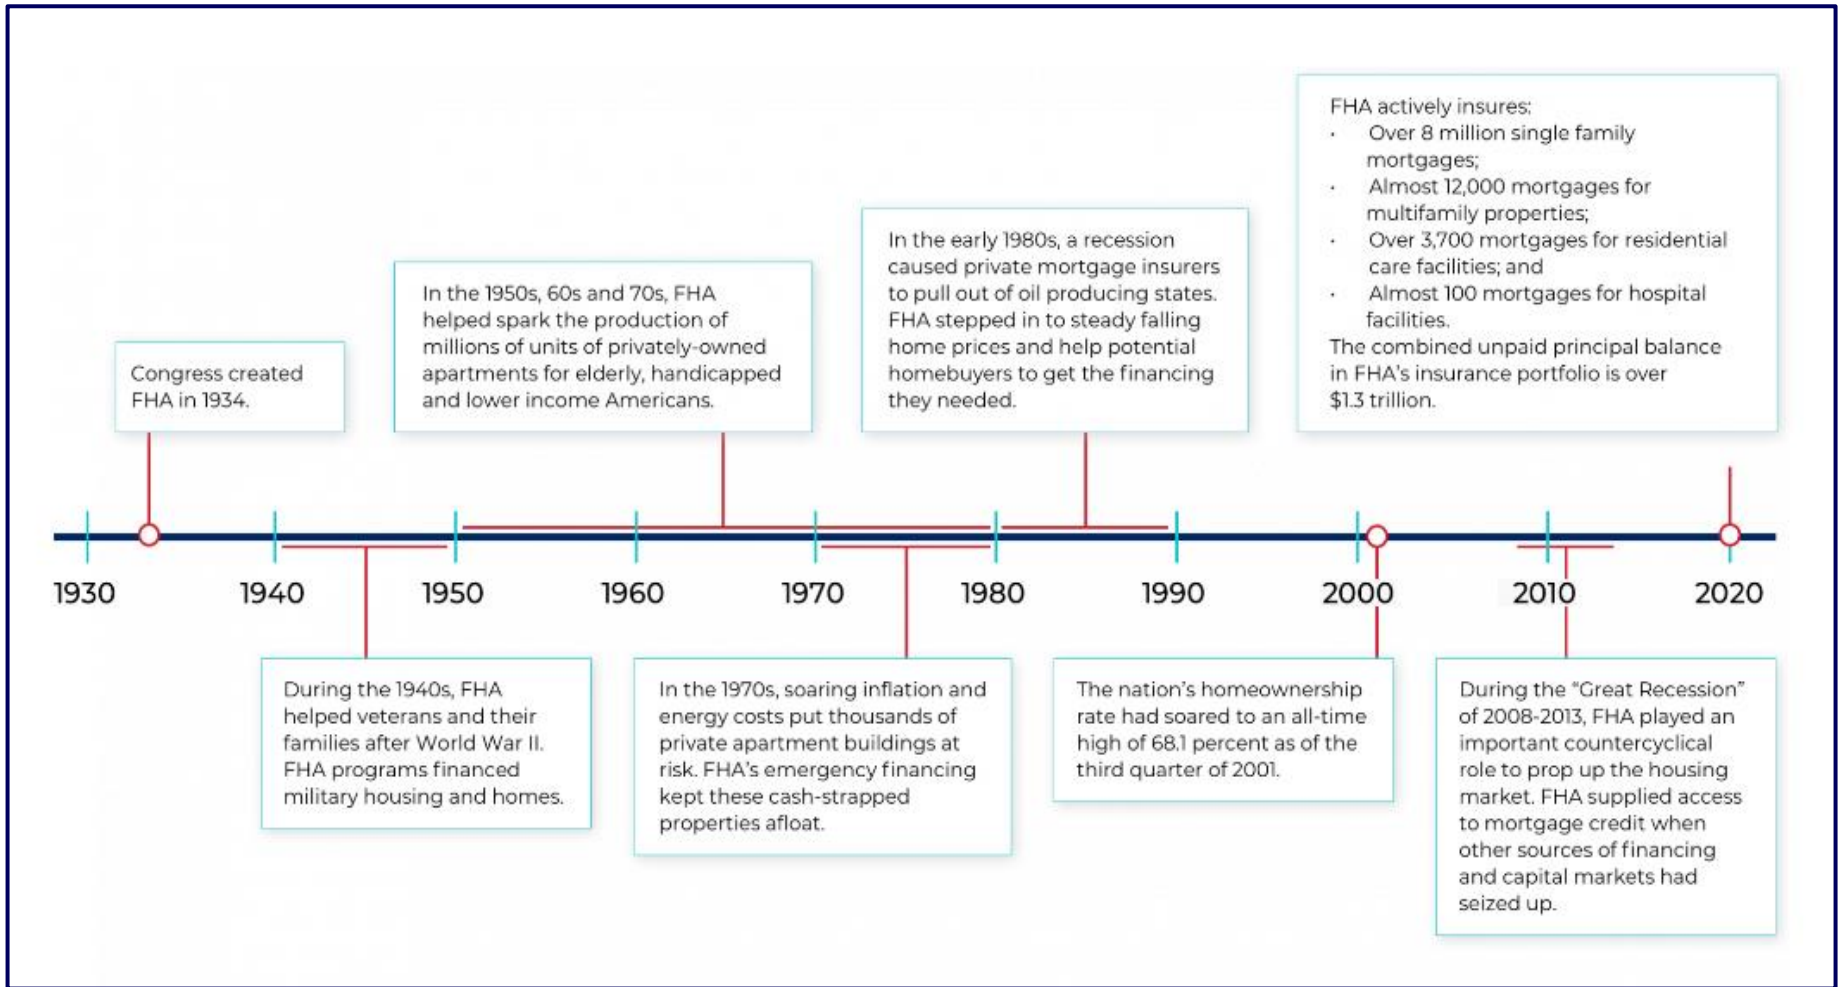 Congress created
FHA in 1934.
In the 1950s, 60s and 70s, FHA
helped spark the production of
millions of units of privately-owned
apartments for elderly, handicapped
and lower income Americans.
In the early 1980s, a recession
caused private mortgage insurers
to pull out of oil producing states.
FHA stepped in to steady falling
home prices and help potential
homebuyers to get the financing
they needed.
FHA actively insures:
· Over 8 million single family
mortgages;
· Almost 12,000 mortgages for
multifamily properties;
· Over 3,700 mortgages for residential
care facilities; and
· Almost 100 mortgages for hospital
facilities.
The combined unpaid principal balance
in FHA's insurance portfolio is over
$1.3 trillion.
1930 1940 1950 1960 1970 1980 1990 2000 2010 2020
During the 1940s, FHA
helped veterans and their
families after World War II.
FHA programs financed
military housing and homes.
In the 1970s, soaring inflation and
energy costs put thousands of
private apartment buildings at
risk. FHA's emergency financing
kept these cash-strapped
properties afloat.
The nation's homeownership
rate had soared to an all-time
high of 68.1 percent as of the
third quarter of 2001.
During the “Great Recession”
of 2008-2013, FHA played an
important countercyclical
role to prop up the housing
market. FHA supplied access
to mortgage credit when
other sources of financing
and capital markets had
seized up.